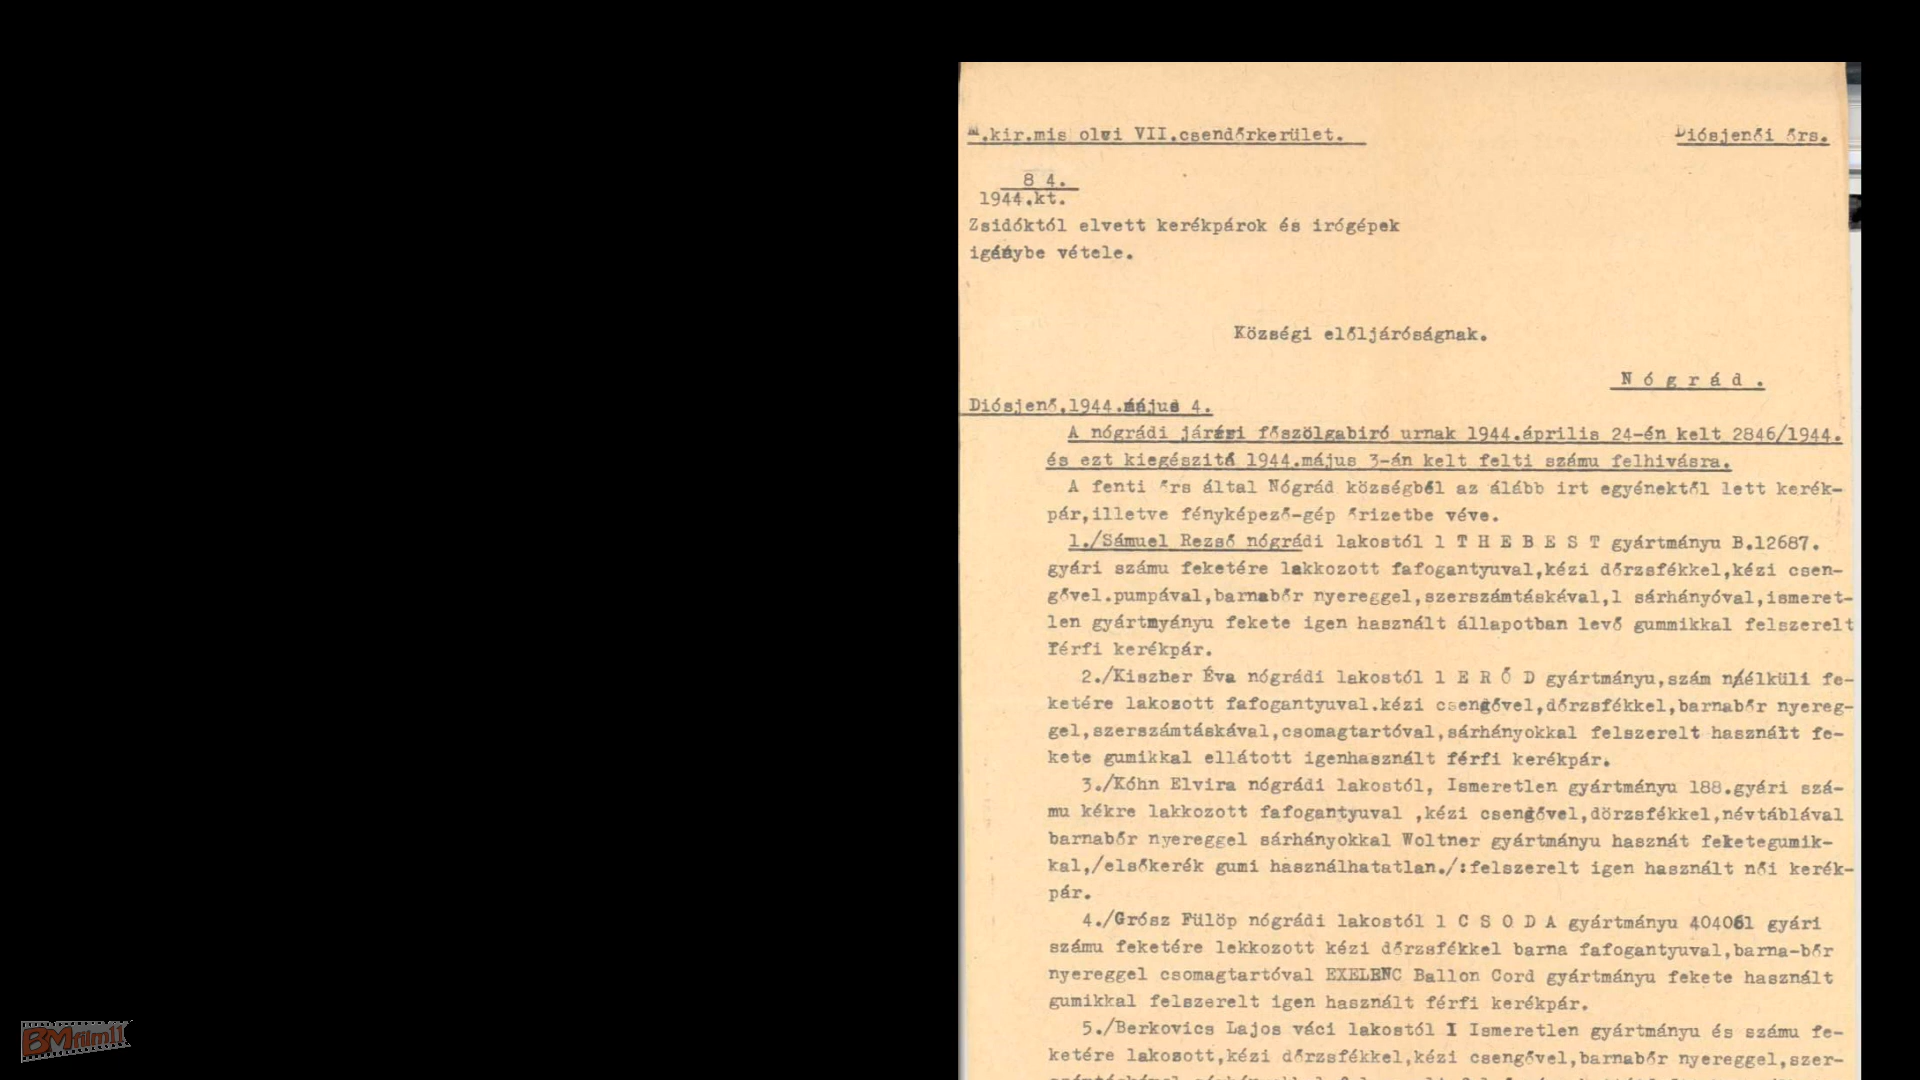 M.kir.miskolci VII.csendőrkerület. Diósjenői őrs.
8 4.
1944.kt.
Zsidóktól elvett kerékpárok és irógépek
igénybe vétele.
Községi előljáróságnak.
N ó g r á d .
Diósjenő,1944.május 4.
A nógrádi járási főszölgabiró urnak 1944.április 24-én kelt 2846/1944.
és ezt kiegészitá 1944.május 3-án kelt felti számu felhivásra.
A fenti őrs által Nógrád községből az álább irt egyénektől lett kerék-
pár,illetve fényképező-gép őrizetbe véve.
1./Sámuel Rezső nógrádi lakostól 1 T H E B E S T gyártmányu B.12687.
gyári számu feketére lakkozott fafogantyuval,kézi dőrzsfékkel,kézi csen-
gővel.pumpával,barnabőr nyereggel,szerszámtáskával,1 sárhányóval,ismeret-
len gyártmyányu fekete igen használt állapotban levő gummikkal felszerelt
férfi kerékpár.
2./Kiszher Éva nógrádi lakostól 1 E R Ő D gyártmányu,szám nélküli fe-
ketére lakozott fafogantyuval.kézi csengővel,dőrzsfékkel,barnabőr nyereg-
gel,szerszámtáskával,csomagtartóval,sárhányokkal felszerelt használt fe-
kete gumikkal ellátott igenhasznált férfi kerékpár.
3./Kóhn Elvira nógrádi lakostól, Ismeretlen gyártmányu 188.gyári szá-
mu kékre lakkozott fafogantyuval ,kézi csengővel,dörzsfékkel,névtáblával
barnabőr nyereggel sárhányokkal Woltner gyártmányu használt feketegumik-
kal,/elsőkerék gumi használhatatlan./:felszerelt igen használt női kerék-
pár.
4./Grósz Fülöp nógrádi lakostól 1 C S O D A gyártmányu 404061 gyári
számu feketére lekkozott kézi dőrzsfékkel barna fafogantyuval,barna-bőr
nyereggel csomagtartóval EXELENC Ballon Cord gyártmányu fekete használt
gumikkal felszerelt igen használt férfi kerékpár.
5./Berkovics Lajos váci lakostól I Ismeretlen gyártmányu és számu fe-
ketére lakozott,kézi dőrzsfékkel,kézi csengővel,barnabőr nyereggel,szer-
BMfilm11